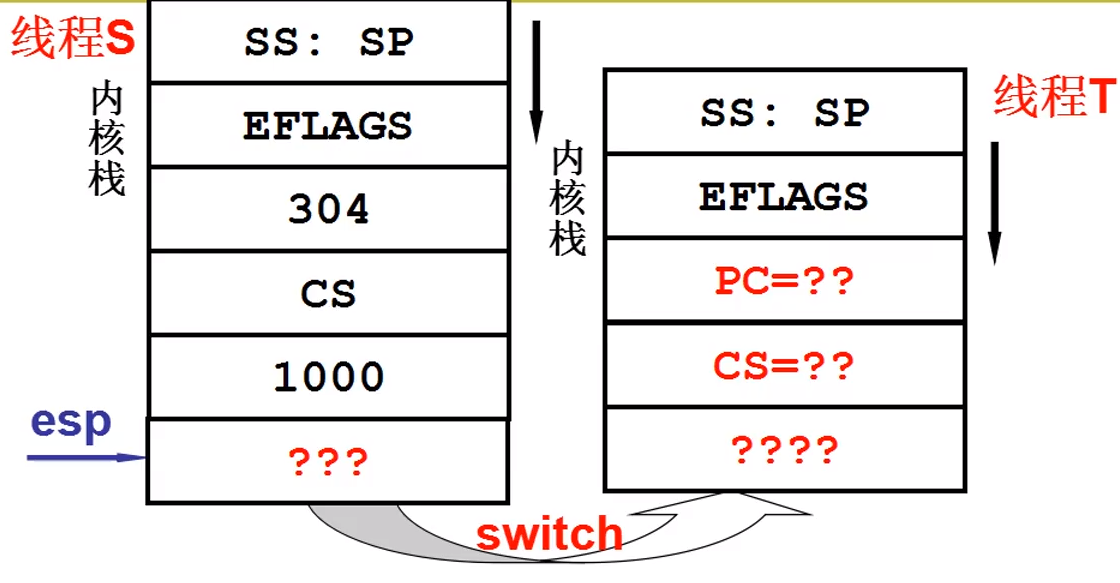 线程S
内核栈
SS: SP
EFLAGS
304
CS
1000
esp
???
内核栈
SS: SP
EFLAGS
PC=??
CS=??
????
线程T
switch